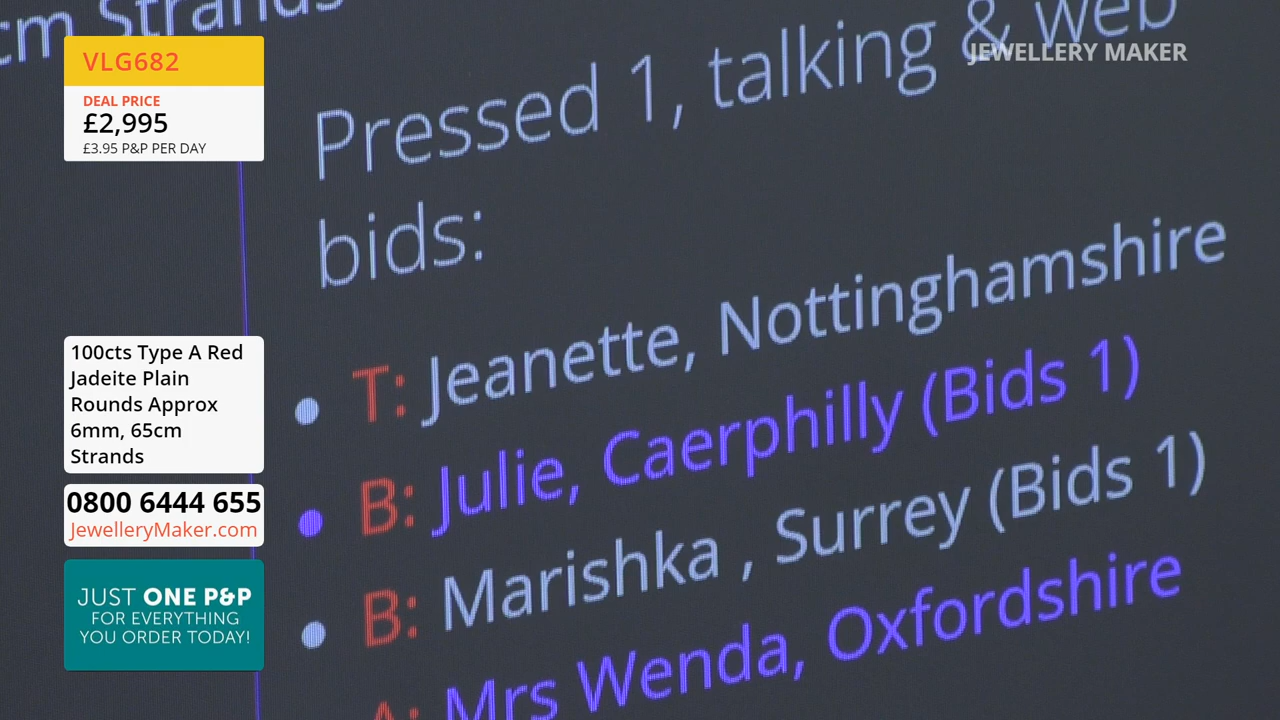 cm Strands
VLG682
DEAL PRICE
£2,995
£3.95 P&P PER DAY
JEWELLERY MAKER
Pressed 1, talking & web
bids:
• T: Jeanette, Nottinghamshire
• B: Julie, Caerphilly (Bids 1)
• B: Marishka , Surrey (Bids 1)
A: Mrs Wenda, Oxfordshire
100cts Type A Red
Jadeite Plain
Rounds Approx
6mm, 65cm
Strands
0800 6444 655
JewelleryMaker.com
JUST ONE P&P
FOR EVERYTHING
YOU ORDER TODAY!